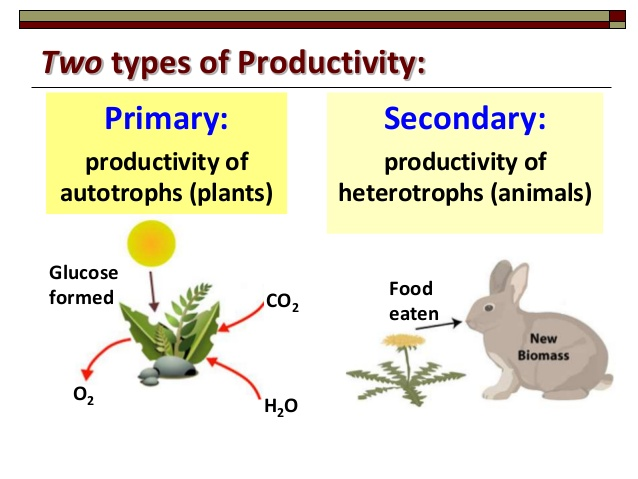 Two types of Productivity:
Primary:
productivity of
autotrophs (plants)
Secondary:
productivity of
heterotrophs (animals)
Glucose
formed
CO₂
O₂
H₂O
Food
eaten
New
Biomass